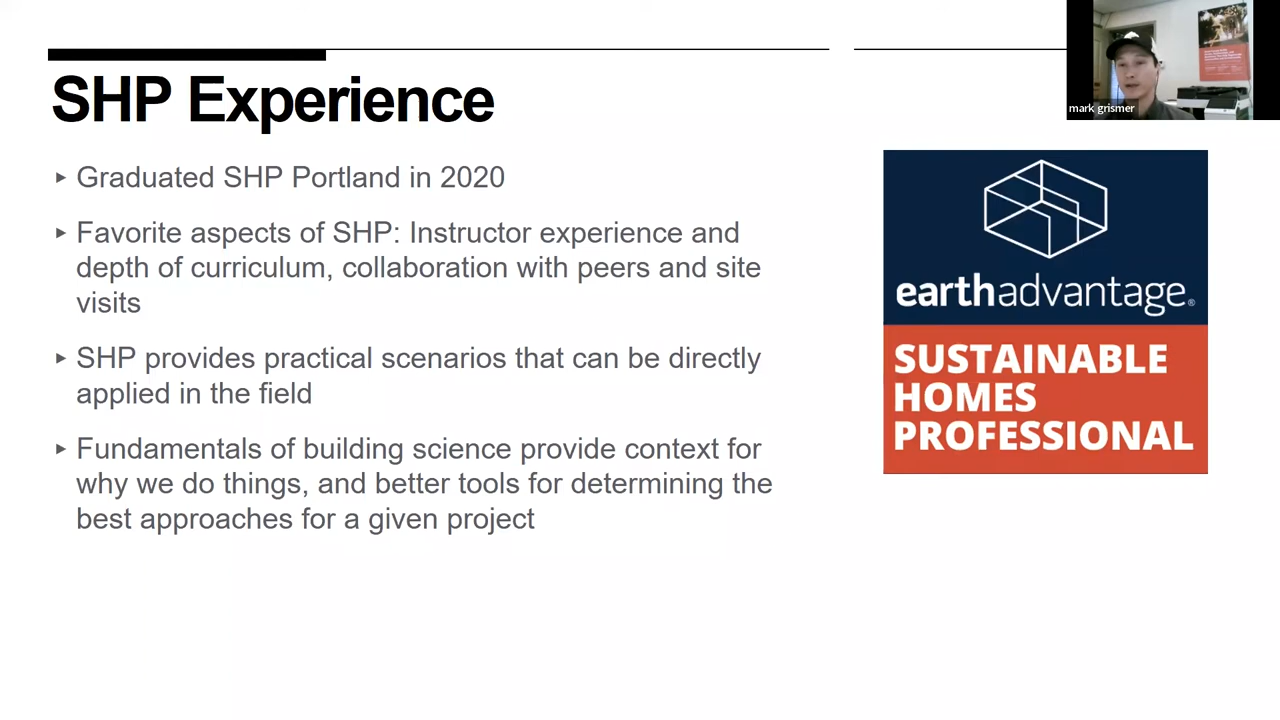 SHP Experience
mark grismer
▸ Graduated SHP Portland in 2020
▸ Favorite aspects of SHP: Instructor experience and
depth of curriculum, collaboration with peers and site
visits
▸ SHP provides practical scenarios that can be directly
applied in the field
▸ Fundamentals of building science provide context for
why we do things, and better tools for determining the
best approaches for a given project
earthadvantage®
SUSTAINABLE
HOMES
PROFESSIONAL